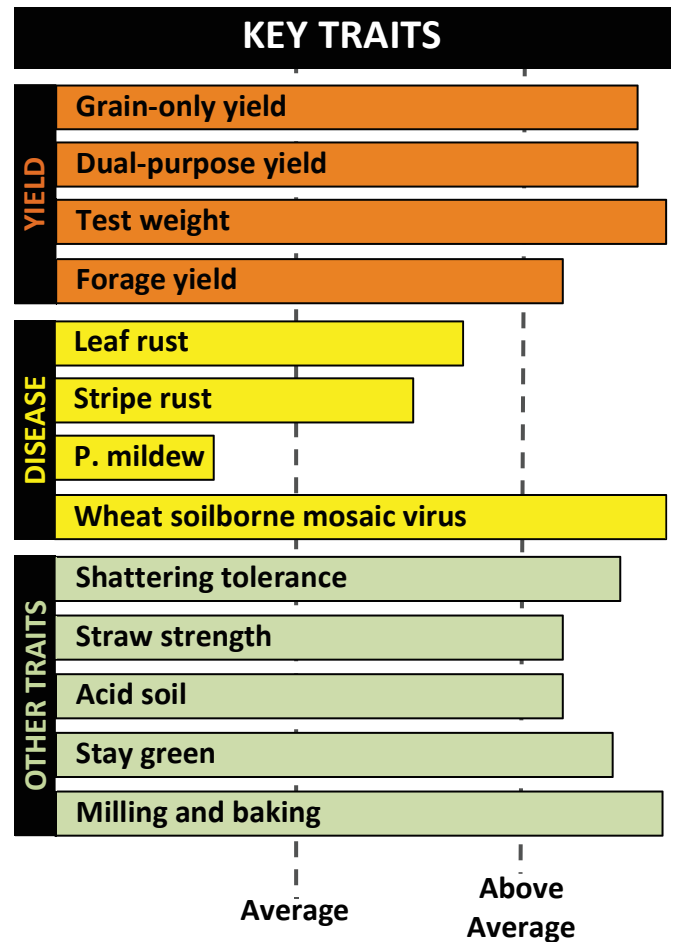 KEY TRAITS
YIELD
Grain-only yield
Dual-purpose yield
Test weight
Forage yield
DISEASE
Leaf rust
Stripe rust
P. mildew
Wheat soilborne mosaic virus
OTHER TRAITS
Shattering tolerance
Straw strength
Acid soil
Stay green
Milling and baking
Average
Above
Average